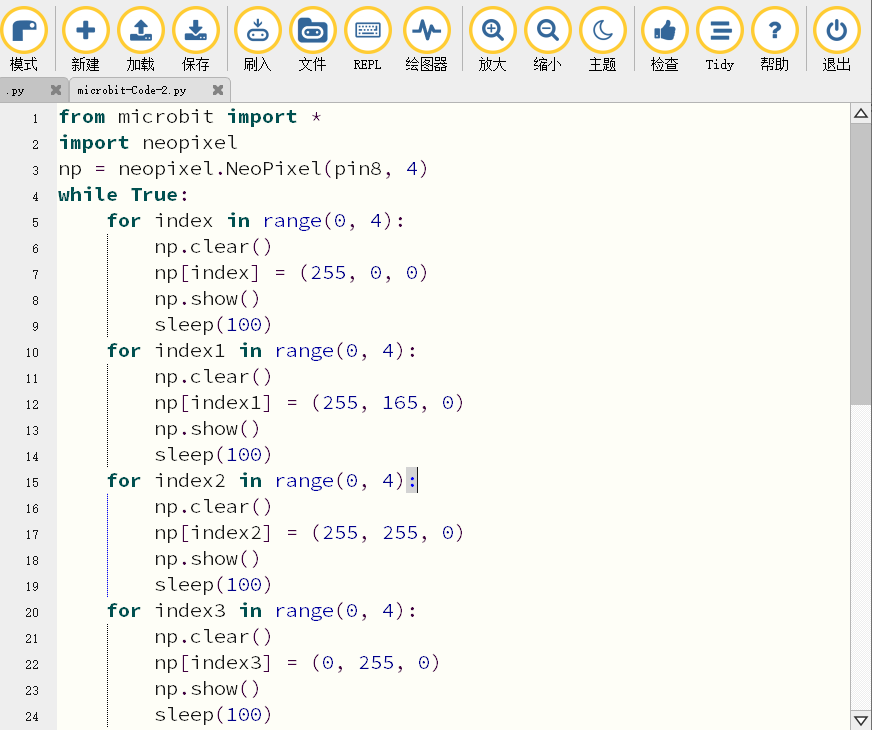 模式 新建 加载 保存 刷入 文件 REPL 绘图器 放大 缩小 主题 检查 Tidy 帮助 退出
.py microbit-Code-2.py
1 from microbit import *
2 import neopixel
3 np = neopixel.NeoPixel(pin8, 4)
4 while True:
5 for index in range(0, 4):
6 np.clear()
7 np[index] = (255, 0, 0)
8 np.show()
9 sleep(100)
10 for index1 in range(0, 4):
11 np.clear()
12 np[index1] = (255, 165, 0)
13 np.show()
14 sleep(100)
15 for index2 in range(0, 4):
16 np.clear()
17 np[index2] = (255, 255, 0)
18 np.show()
19 sleep(100)
20 for index3 in range(0, 4):
21 np.clear()
22 np[index3] = (0, 255, 0)
23 np.show()
24 sleep(100)